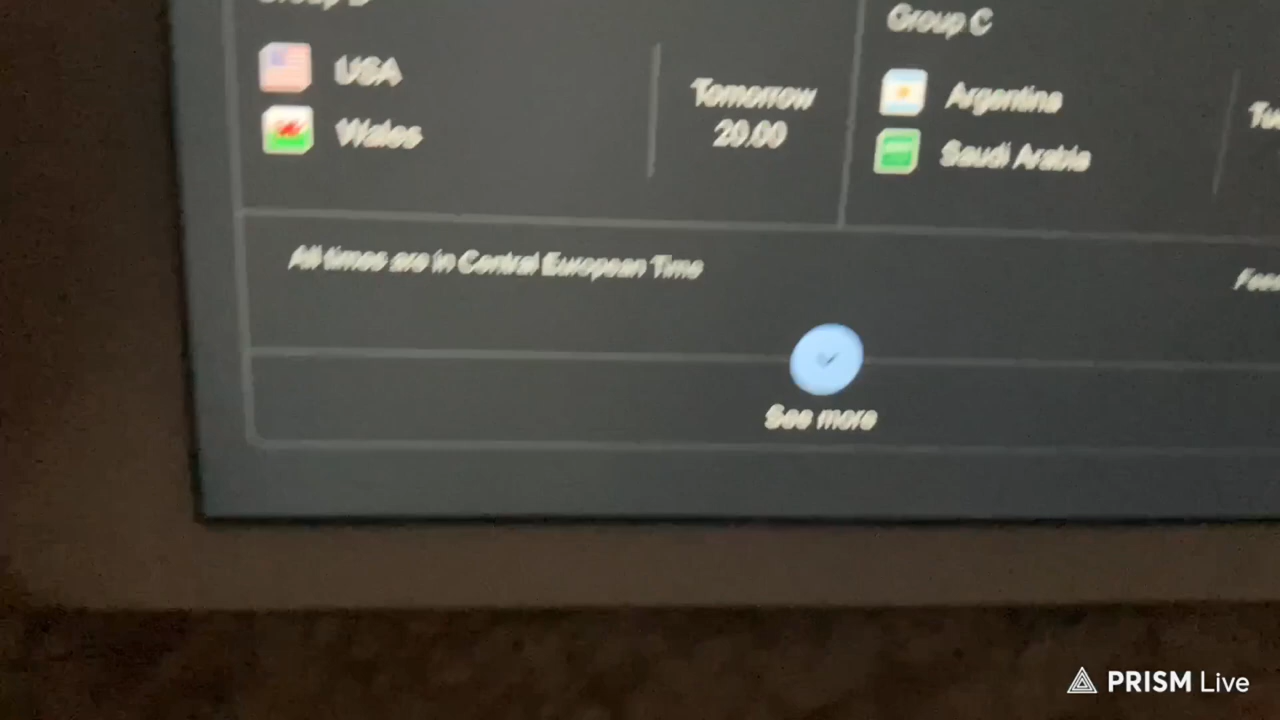 Group C
USA
Wales
Tomorrow
20.00
Argentina
Saudi Arabia
All times are in Central European Time
See more
PRISM Live